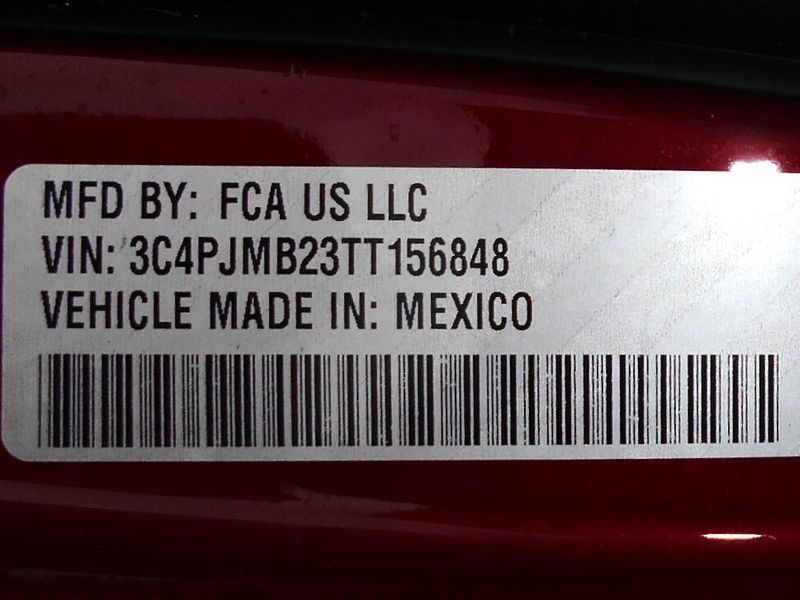 MFD BY: FCA US LLC
VIN: 3C4PJMB23TT156848
VEHICLE MADE IN: MEXICO